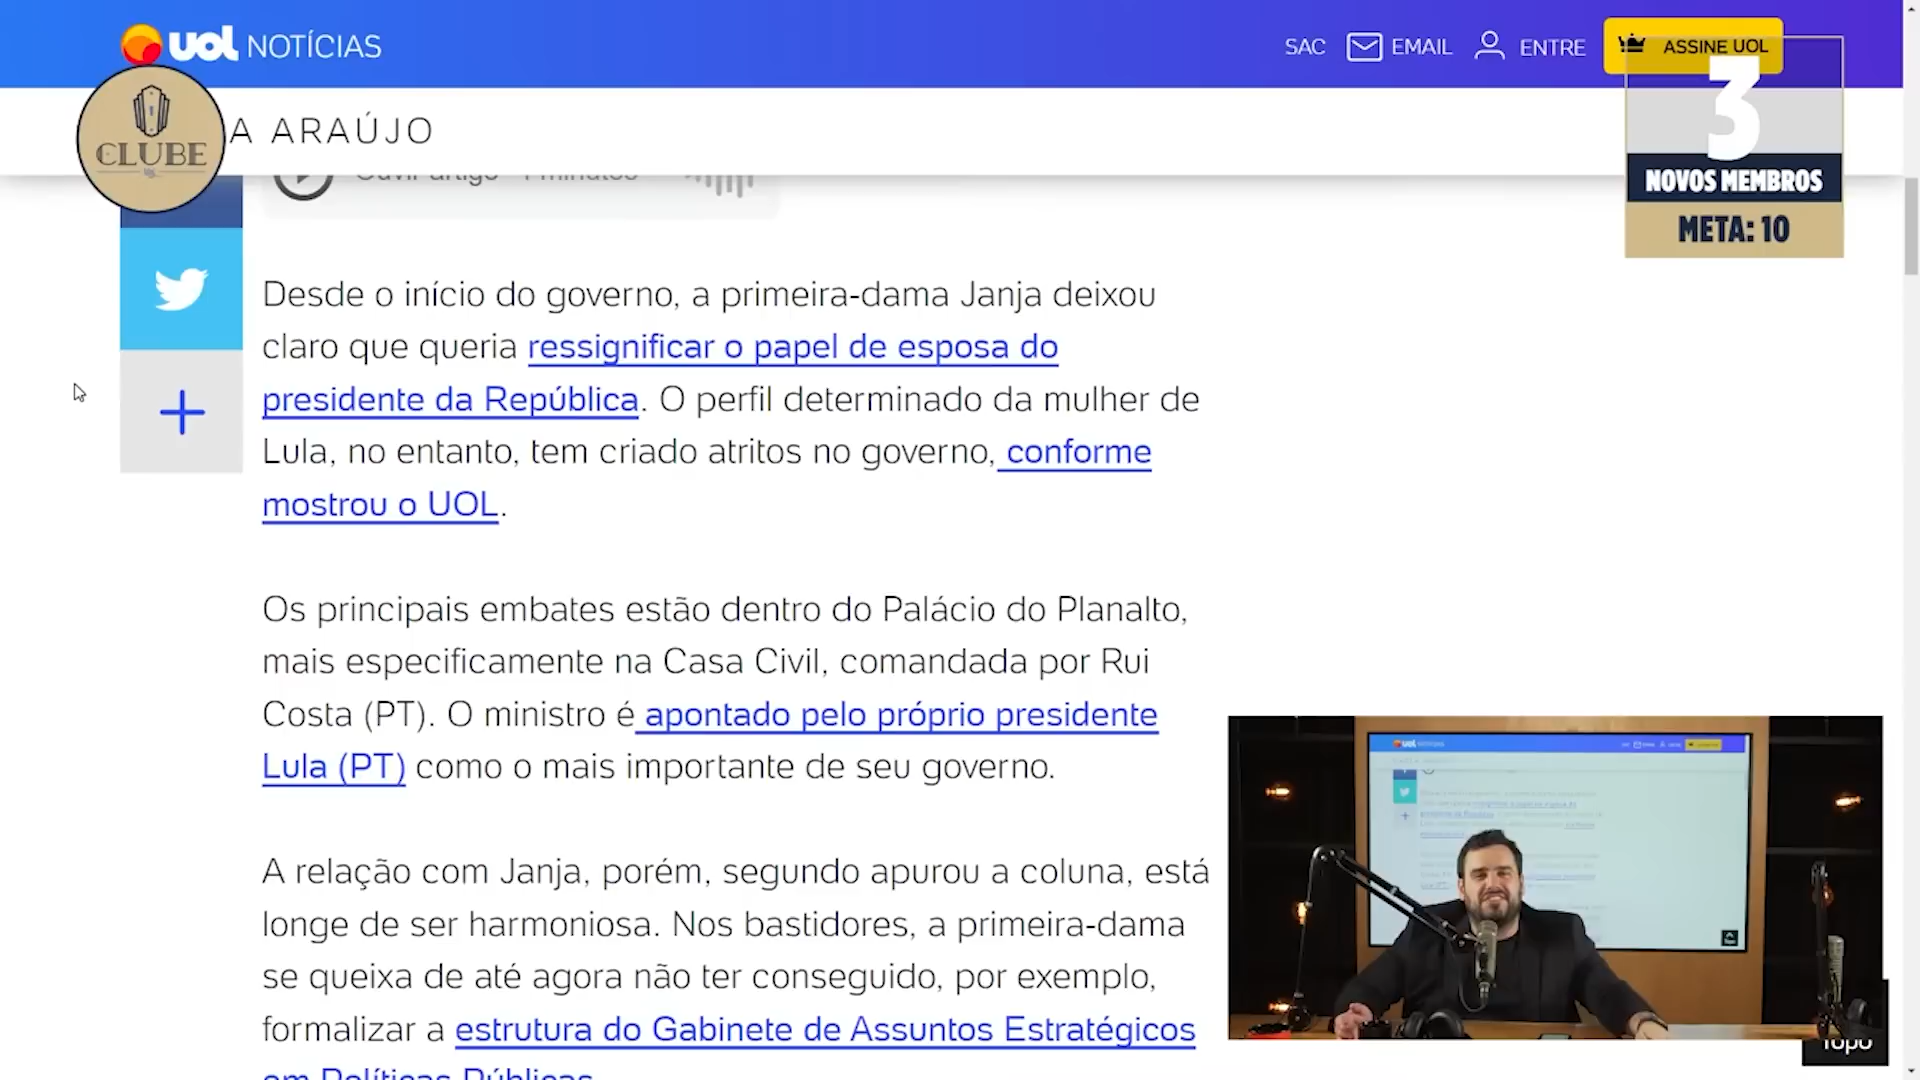 uol NOTÍCIAS
SAC EMAIL ENTRE ASSINE UOL
CLUBE
A ARAÚJO
3
NOVOS MEMBROS
META: 10
Desde o início do governo, a primeira-dama Janja deixou
claro que queria ressignificar o papel de esposa do
presidente da República. O perfil determinado da mulher de
Lula, no entanto, tem criado atritos no governo, conforme
mostrou o UOL.
Os principais embates estão dentro do Palácio do Planalto,
mais especificamente na Casa Civil, comandada por Rui
Costa (PT). O ministro é apontado pelo próprio presidente
Lula (PT) como o mais importante de seu governo.
A relação com Janja, porém, segundo apurou a coluna, está
longe de ser harmoniosa. Nos bastidores, a primeira-dama
se queixa de até agora não ter conseguido, por exemplo,
formalizar a estrutura do Gabinete de Assuntos Estratégicos
em Políticas Públicas
Topo